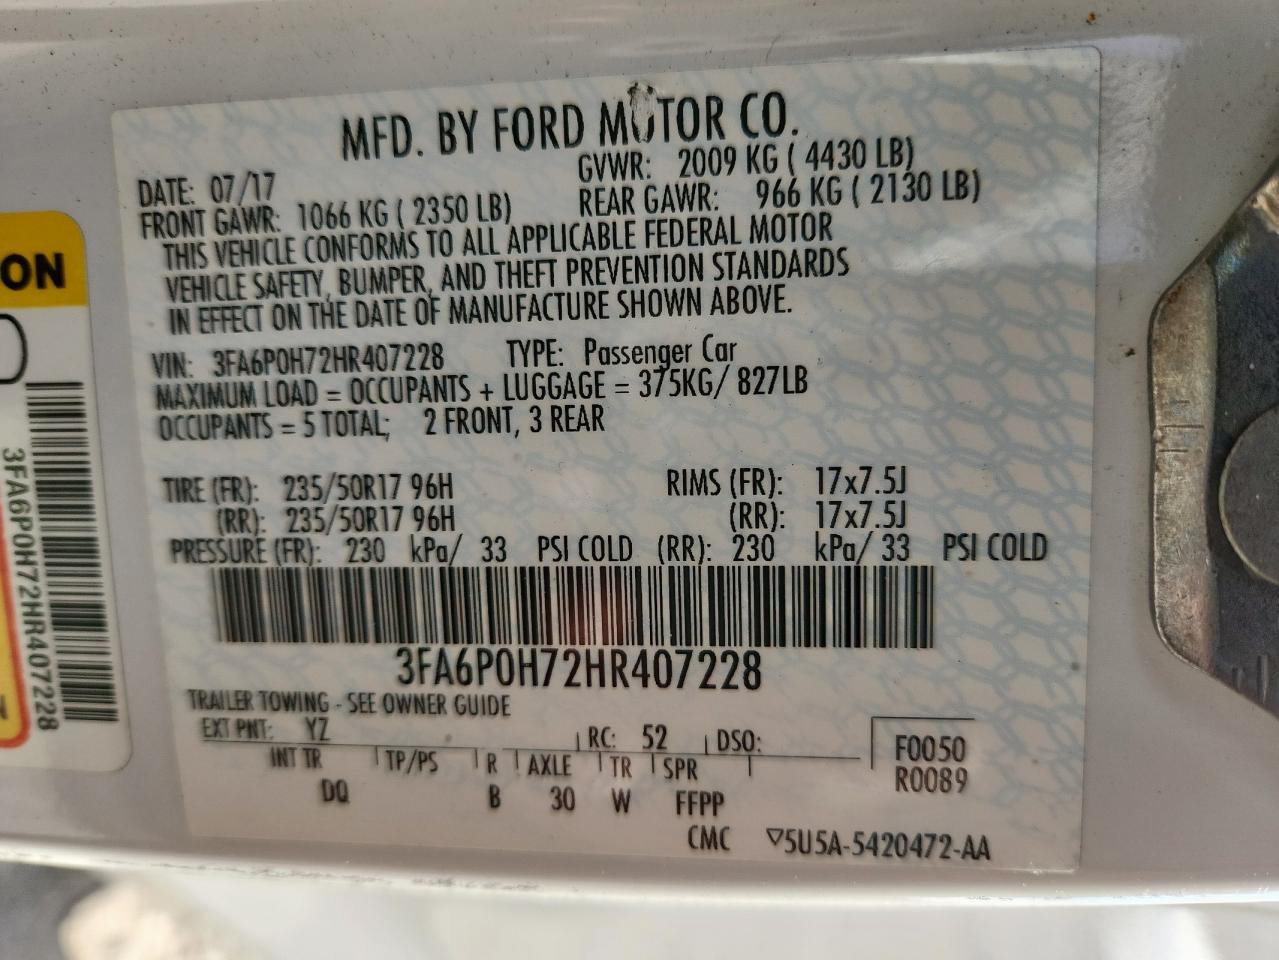 MFD. BY FORD MOTOR CO.
DATE: 07/17 GVWR: 2009 KG ( 4430 LB)
FRONT GAWR: 1066 KG ( 2350 LB) REAR GAWR: 966 KG ( 2130 LB)
THIS VEHICLE CONFORMS TO ALL APPLICABLE FEDERAL MOTOR
VEHICLE SAFETY, BUMPER, AND THEFT PREVENTION STANDARDS
IN EFFECT ON THE DATE OF MANUFACTURE SHOWN ABOVE.
VIN: 3FA6P0H72HR407228 TYPE: Passenger Car
MAXIMUM LOAD = OCCUPANTS + LUGGAGE = 375KG/ 827LB
OCCUPANTS = 5 TOTAL; 2 FRONT, 3 REAR
TIRE (FR): 235/50R17 96H RIMS (FR): 17x7.5J
(RR): 235/50R17 96H (RR): 17x7.5J
PRESSURE (FR): 230 kPa/ 33 PSI COLD (RR): 230 kPa/ 33 PSI COLD
3FA6P0H72HR407228
TRAILER TOWING - SEE OWNER GUIDE
EXT PNT: YZ RC: 52 DSO:
INT TR TP/PS R AXLE TR SPR
DQ B 30 W FFPP
F0050
R0089
CMC ▽5U5A-5420472-AA
ON
3FA6P0H72HR407228